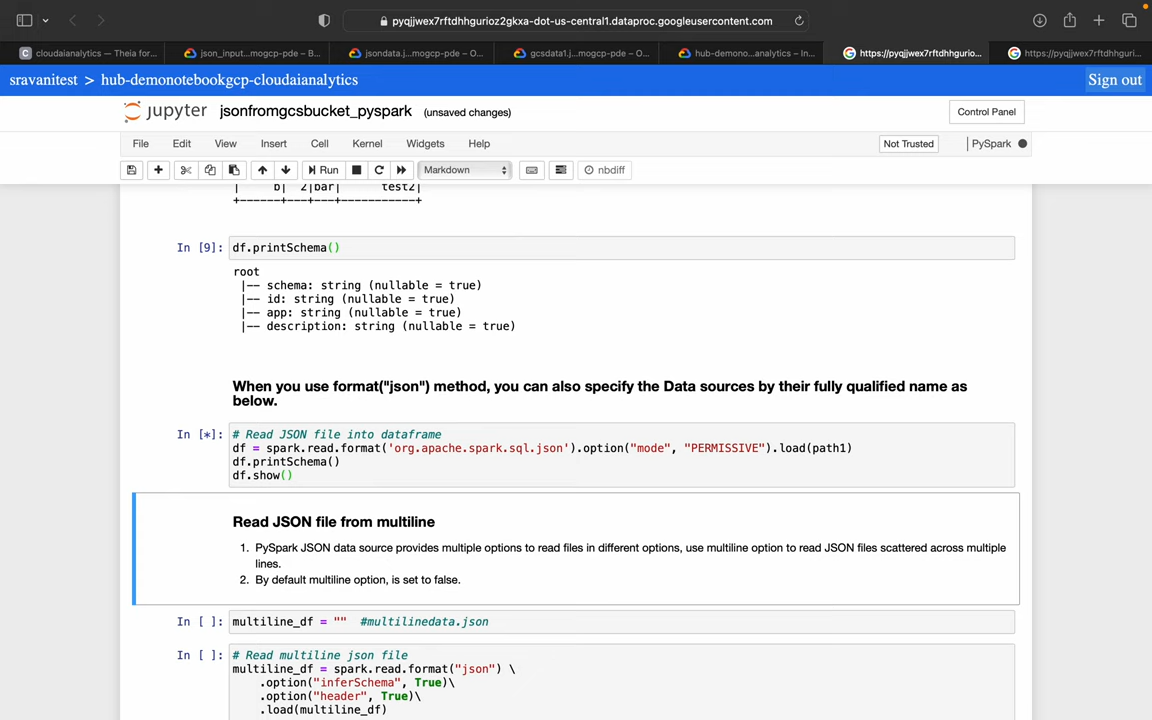 pyqjjwex7rftdhhgurioz2gkxa-dot-us-central1.dataproc.googleusercontent.com
cloudaianalytics – Theia for...
json_input...mogcp-pde – B...
jsondata.j...mogcp-pde – O...
gcsdata1.j...mogcp-pde – O...
hub-demono...analytics – In...
https://pyqjjwex7rftdhhgurio...
https://pyqjjwex7rftdhhguri...
sravanitest > hub-demonotebookgcp-cloudaianalytics
Sign out
jupyter jsonfromgcsbucket_pyspark (unsaved changes)
Control Panel
File Edit View Insert Cell Kernel Widgets Help
Not Trusted
PySpark
Run
Markdown
nbdiff
| b| 2|bar| test2|
+------+---+---+-----------+
In [9]: df.printSchema()
root
|-- schema: string (nullable = true)
|-- id: string (nullable = true)
|-- app: string (nullable = true)
|-- description: string (nullable = true)
When you use format("json") method, you can also specify the Data sources by their fully qualified name as
below.
In [*]: # Read JSON file into dataframe
df = spark.read.format('org.apache.spark.sql.json').option("mode", "PERMISSIVE").load(path1)
df.printSchema()
df.show()
Read JSON file from multiline
1. PySpark JSON data source provides multiple options to read files in different options, use multiline option to read JSON files scattered across multiple
lines.
2. By default multiline option, is set to false.
In [ ]: multiline_df = "" #multilinedata.json
In [ ]: # Read multiline json file
multiline_df = spark.read.format("json") \
.option("inferSchema", True)\
.option("header", True)\
.load(multiline_df)